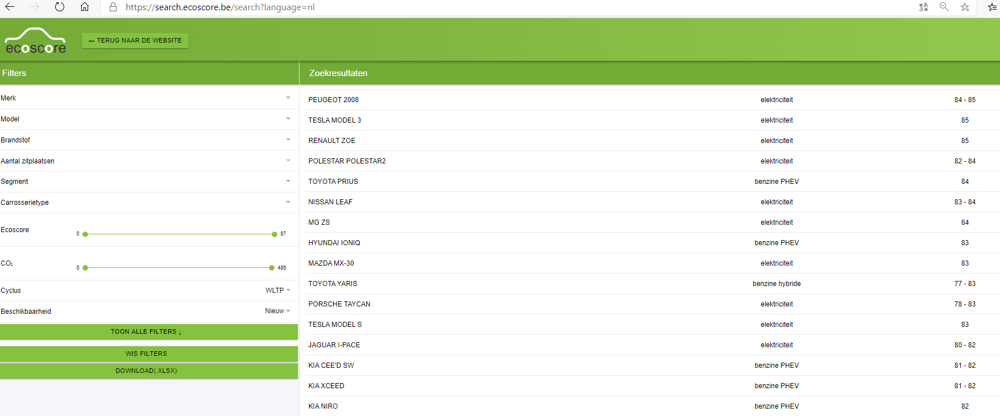 https://search.ecoscore.be/search?language=nl
ecoscore
← TERUG NAAR DE WEBSITE
Filters
Merk
Model
Brandstof
Aantal zitplaatsen
Segment
Carrosserietype
Ecoscore 0 87
CO₂ 0 486
Cyclus WLTP
Beschikbaarheid Nieuw
TOON ALLE FILTERS ↓
WIS FILTERS
DOWNLOAD(.XLSX)
Zoekresultaten
PEUGEOT 2008 elektriciteit 84 - 85
TESLA MODEL 3 elektriciteit 85
RENAULT ZOE elektriciteit 85
POLESTAR POLESTAR2 elektriciteit 82 - 84
TOYOTA PRIUS benzine PHEV 84
NISSAN LEAF elektriciteit 83 - 84
MG ZS elektriciteit 84
HYUNDAI IONIQ benzine PHEV 83
MAZDA MX-30 elektriciteit 83
TOYOTA YARIS benzine hybride 77 - 83
PORSCHE TAYCAN elektriciteit 78 - 83
TESLA MODEL S elektriciteit 83
JAGUAR I-PACE elektriciteit 80 - 82
KIA CEE'D SW benzine PHEV 81 - 82
KIA XCEED benzine PHEV 81 - 82
KIA NIRO benzine PHEV 82